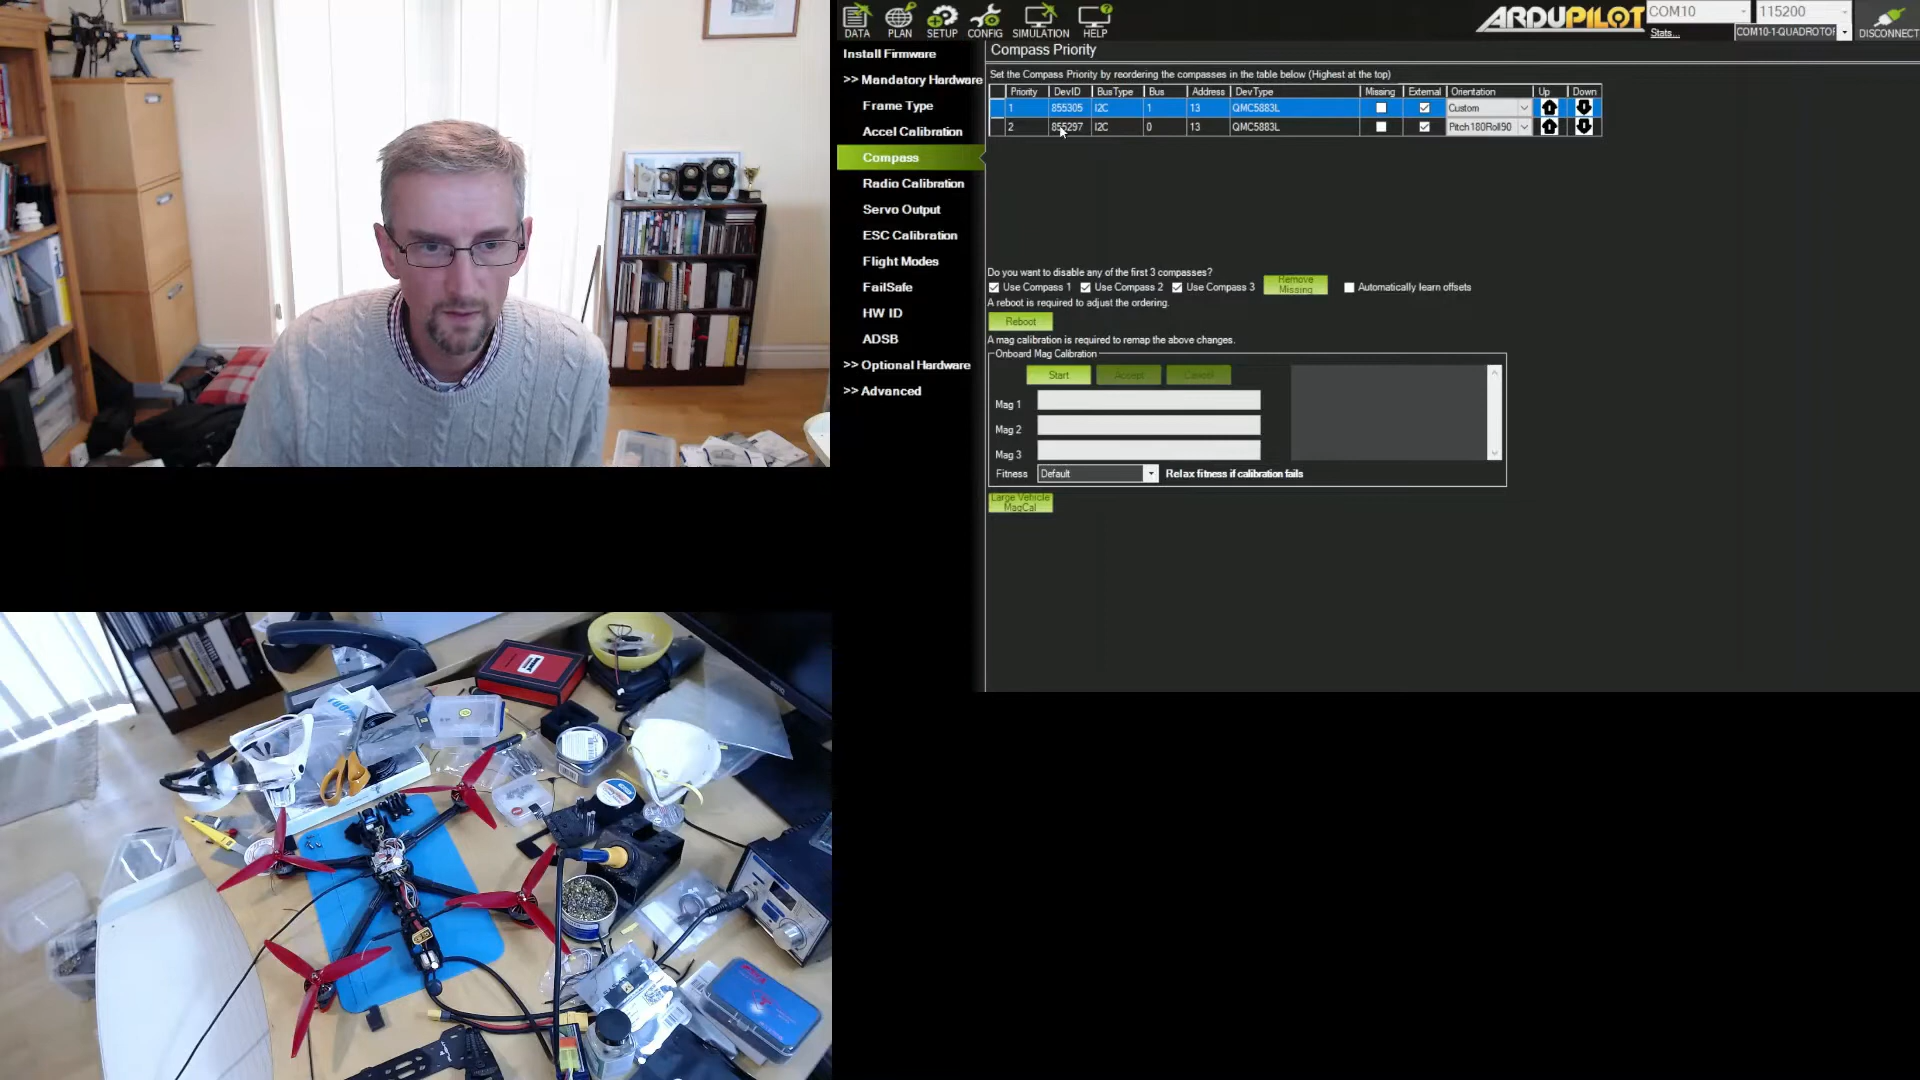 DATA PLAN SETUP CONFIG SIMULATION HELP
ARDUPILOT COM10 115200
Stats... COM10-1-QUADROTOR DISCONNECT
Install Firmware
>> Mandatory Hardware
Frame Type
Accel Calibration
Compass
Radio Calibration
Servo Output
ESC Calibration
Flight Modes
FailSafe
HW ID
ADSB
>> Optional Hardware
>> Advanced
Compass Priority
Set the Compass Priority by reordering the compasses in the table below (Highest at the top)
Priority DevID BusType Bus Address DevType Missing External Orientation Up Down
1 855305 I2C 1 13 QMC5883L Custom
2 855297 I2C 0 13 QMC5883L Pitch180Roll90
Do you want to disable any of the first 3 compasses?
Use Compass 1 Use Compass 2 Use Compass 3 Remove Missing Automatically learn offsets
A reboot is required to adjust the ordering.
Reboot
A mag calibration is required to remap the above changes.
Onboard Mag Calibration
Start Accept Cancel
Mag 1
Mag 2
Mag 3
Fitness Default Relax fitness if calibration fails
Large Vehicle
MagCal